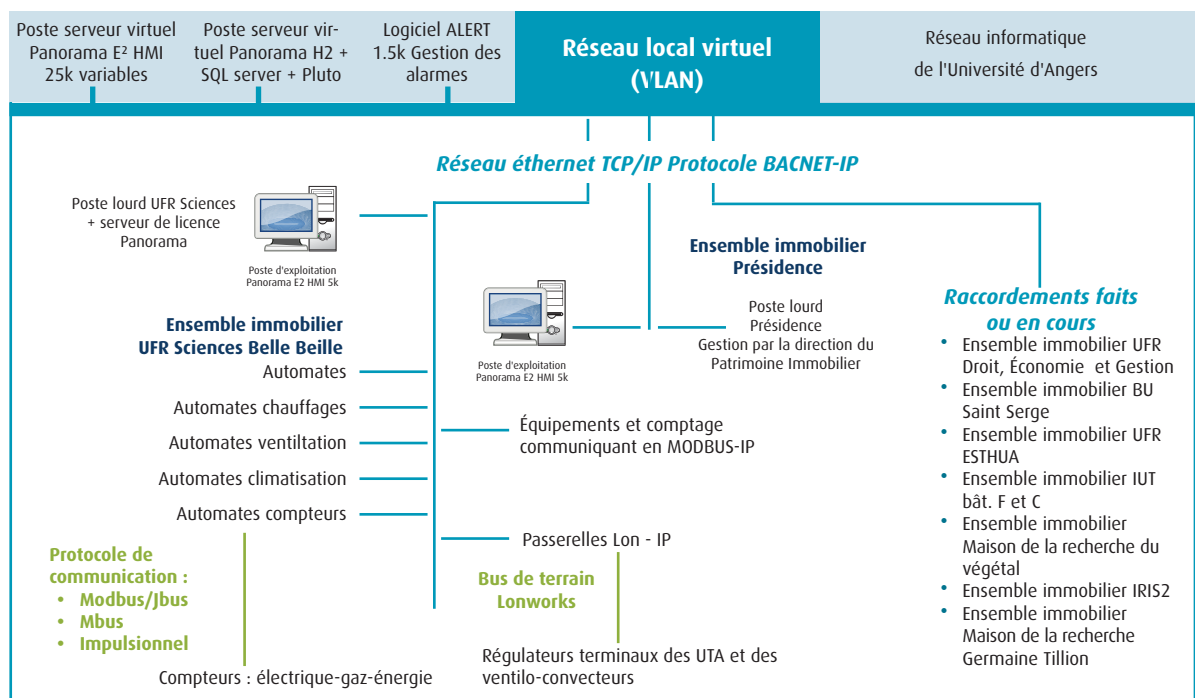 Poste serveur virtuel
Panorama E² HMI
25k variables
Poste serveur vir-
tuel Panorama H2 +
SQL server + Pluto
Logiciel ALERT
1.5k Gestion des
alarmes
Réseau local virtuel
(VLAN)
Réseau informatique
de l'Université d'Angers
Réseau éthernet TCP/IP Protocole BACNET-IP
Poste lourd UFR Sciences
+ serveur de licence
Panorama
Poste d'exploitation
Panorama E2 HMI 5k
Ensemble immobilier
UFR Sciences Belle Beille
Automates
Automates chauffages
Automates ventiltation
Automates climatisation
Automates compteurs
Protocole de
communication :
• Modbus/Jbus
• Mbus
• Impulsionnel
Compteurs : électrique-gaz-énergie
Poste d'exploitation
Panorama E2 HMI 5k
Ensemble immobilier
Présidence
Poste lourd
Présidence
Gestion par la direction du
Patrimoine Immobilier
Équipements et comptage
communiquant en MODBUS-IP
Passerelles Lon - IP
Bus de terrain
Lonworks
Régulateurs terminaux des UTA et des
ventilo-convecteurs
Raccordements faits
ou en cours
• Ensemble immobilier UFR
Droit, Économie et Gestion
• Ensemble immobilier BU
Saint Serge
• Ensemble immobilier UFR
ESTHUA
• Ensemble immobilier IUT
bât. F et C
• Ensemble immobilier
Maison de la recherche du
végétal
• Ensemble immobilier IRIS2
• Ensemble immobilier
Maison de la recherche
Germaine Tillion